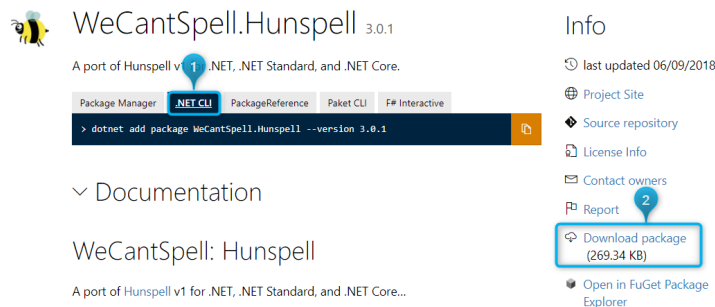 WeCantSpell.Hunspell 3.0.1
A port of Hunspell v1 for .NET, .NET Standard, and .NET Core.
1
Package Manager .NET CLI PackageReference Paket CLI F# Interactive
> dotnet add package WeCantSpell.Hunspell --version 3.0.1
Documentation
WeCantSpell: Hunspell
A port of Hunspell v1 for .NET, .NET Standard, and .NET Core...
Info
last updated 06/09/2018
Project Site
Source repository
License Info
Contact owners
Report
2
Download package
(269.34 KB)
Open in FuGet Package
Explorer